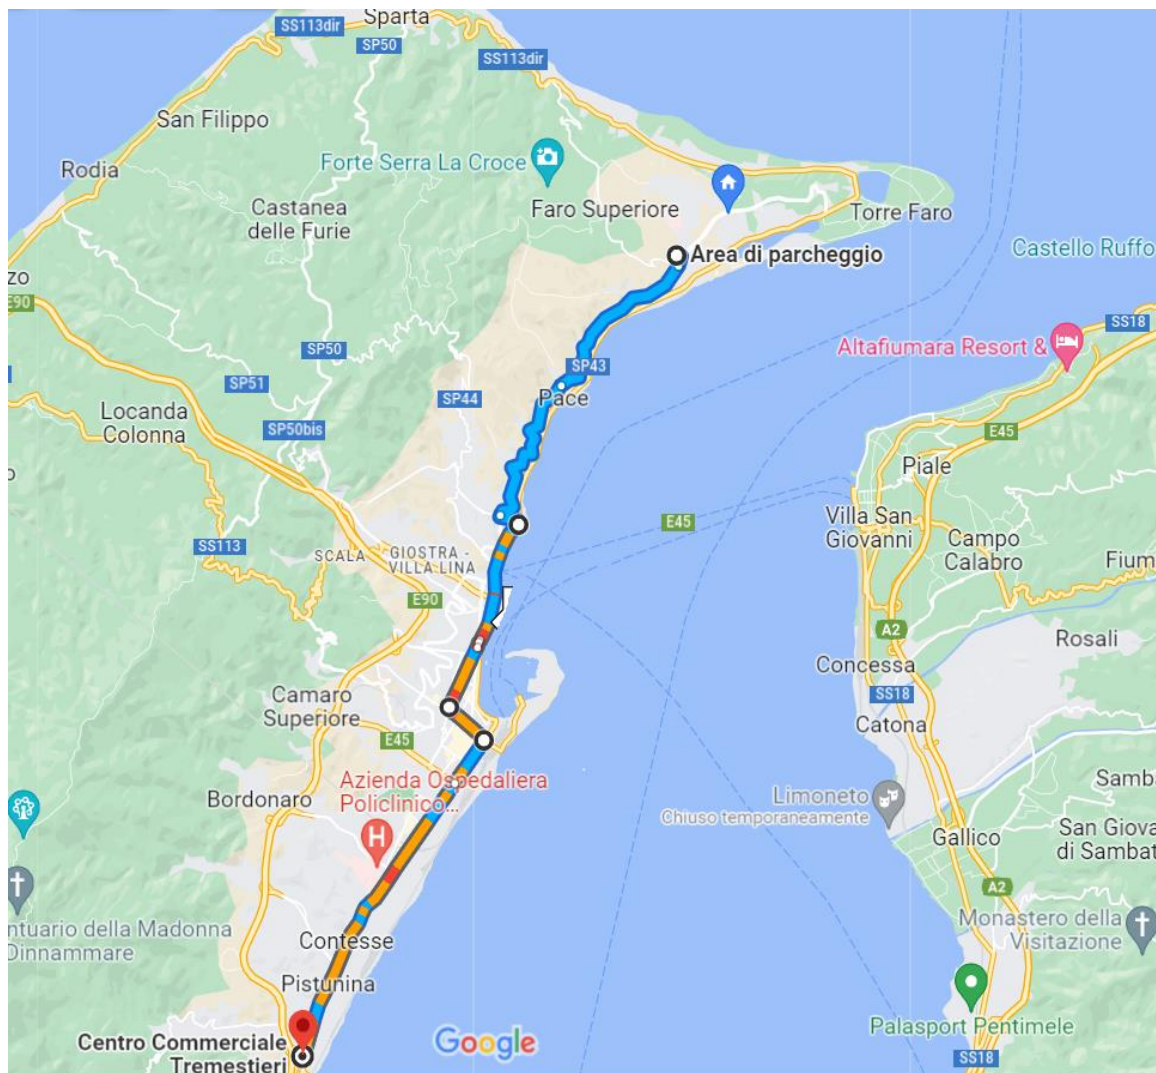 Sparta
SS113dir
SP50
SS113dir
San Filippo
Rodia
Forte Serra La Croce
Castanea
delle Furie
Faro Superiore
Torre Faro
Area di parcheggio
Castello Ruffo
zo
E90
SS18
SP50
Altafiumara Resort &
SP43
SP51
SP44
Pace
Locanda
Colonna
SP50bis
E45
Piale
Villa San
Giovanni
E45
SS113
SCALA
GIOSTRA -
VILLA LINA
Campo
Calabro
Fium
E90
A2
Rosali
Concessa
SS18
Camaro
Superiore
Catona
E45
Azienda Ospedaliera
Policlinico...
Bordonaro
Limoneto
Chiuso temporaneamente
Samba
H
Gallico
San Giova
di Sambat
A2
ntuario della Madonna
Dinnammare
Contesse
Monastero della
Visitazione
Pistunina
Palasport Pentimele
Centro Commerciale
Tremestieri
Google
SS18